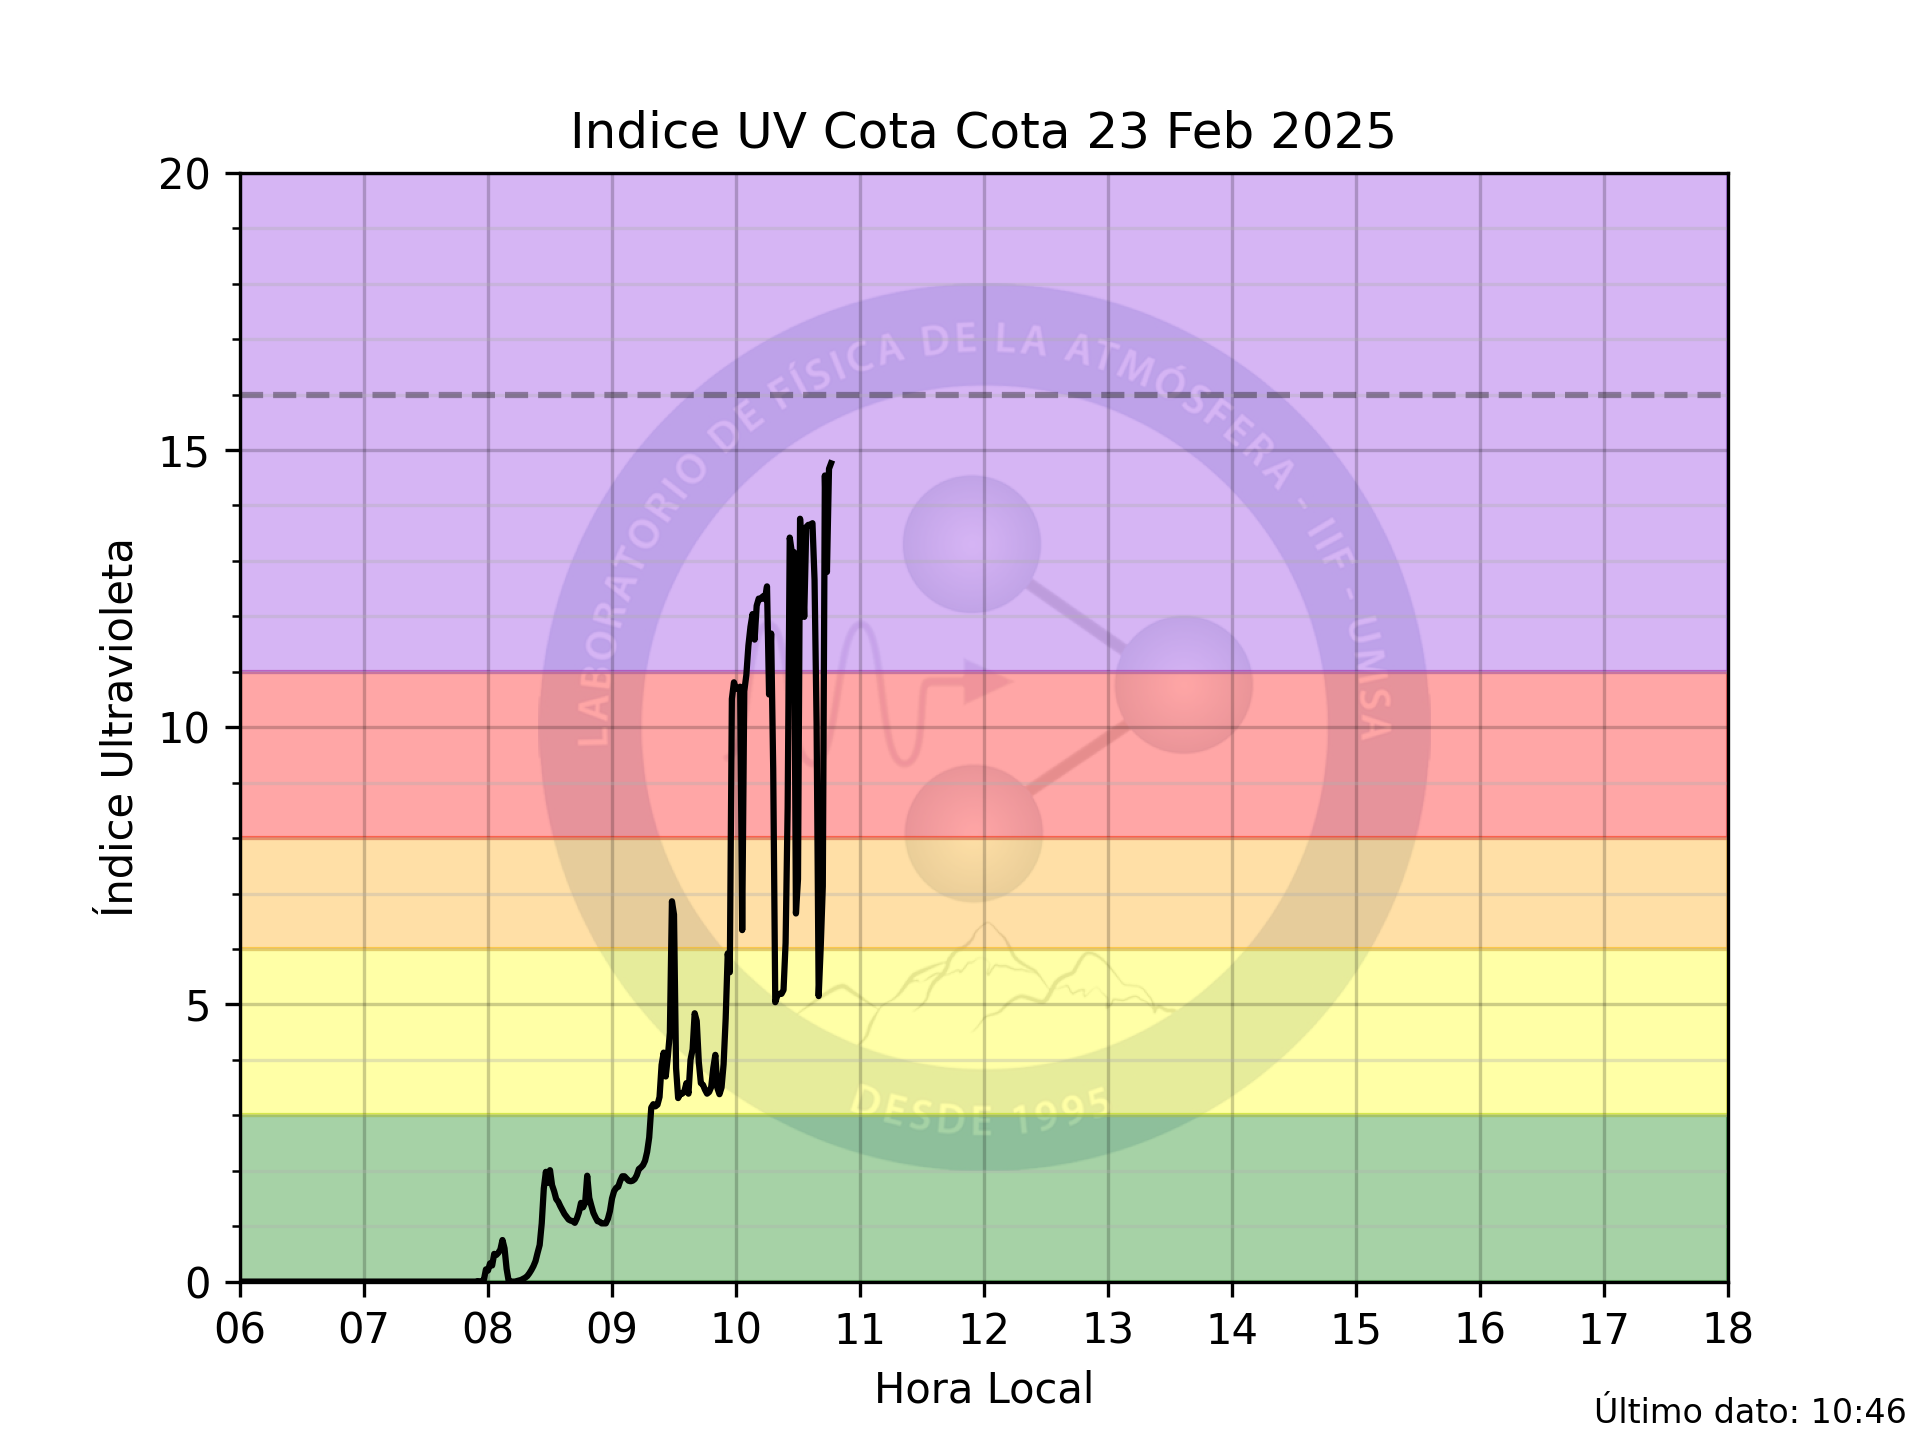 Indice UV Cota Cota 23 Feb 2025
20
15
10
5
0
Índice Ultravioleta
LABORATORIO DE FÍSICA DE LA ATMÓSFERA - IIF - UMSA
DESDE 1995
06 07 08 09 10 11 12 13 14 15 16 17 18
Hora Local
Último dato: 10:46